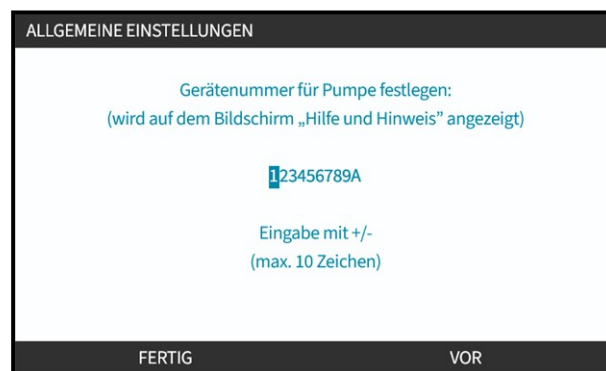 ALLGEMEINE EINSTELLUNGEN
Gerätenummer für Pumpe festlegen:
(wird auf dem Bildschirm „Hilfe und Hinweis” angezeigt)
123456789A
Eingabe mit +/-
(max. 10 Zeichen)
FERTIG VOR